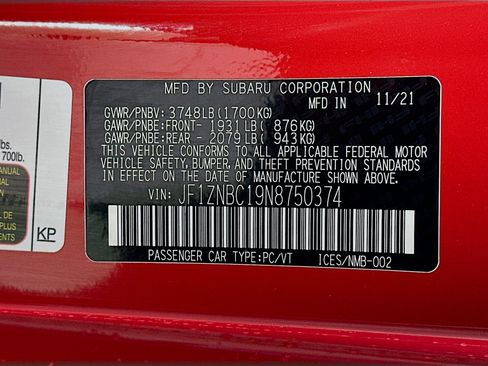 MFD BY SUBARU CORPORATION
MFD IN 11/21
GVWR/PNBV: 3748LB (1700KG)
GAWR/PNBE:FRONT- 1931LB ( 876KG)
GAWR/PNBE:REAR - 2079LB ( 943KG)
THIS VEHICLE CONFORMS TO ALL APPLICABLE FEDERAL MOTOR
VEHICLE SAFETY, BUMPER, AND THEFT PREVENTION STANDARDS
IN EFFECT ON THE DATE OF MANUFACTURE SHOWN ABOVE.
VIN: JF1ZNBC19N8750374
PASSENGER CAR TYPE:PC/VT ICES/NMB-002
lbs.
700lb.
MANUAL
KP